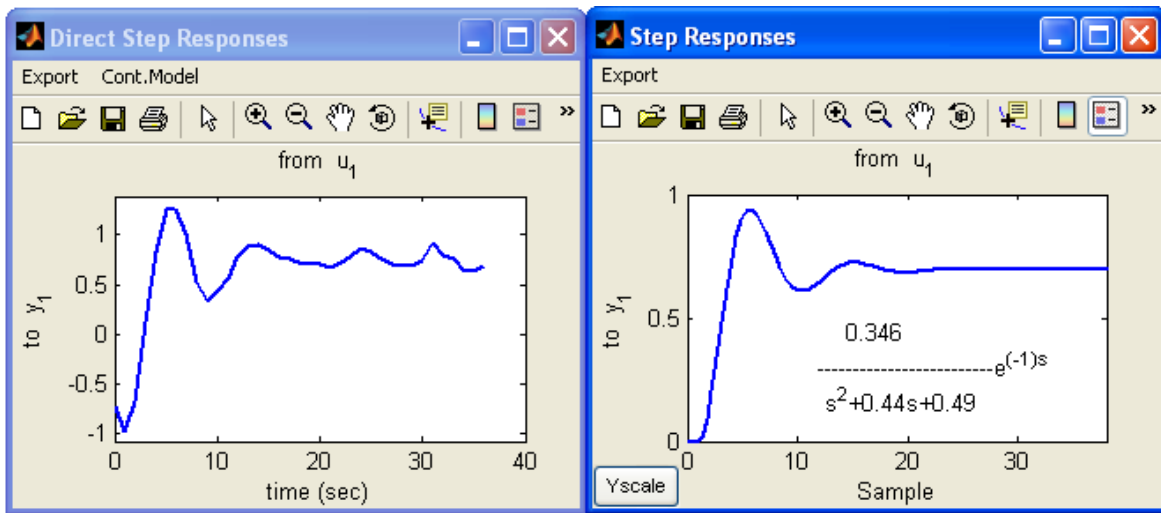 Direct Step Responses
Export Cont.Model
»
from u₁
to y₁
1
0.5
0
-0.5
-1
0 10 20 30 40
time (sec)
Step Responses
Export
»
from u₁
to y₁
1
0.5
0
0.346
------------------------e^(-1)s
s²+0.44s+0.49
0 10 20 30
Yscale
Sample